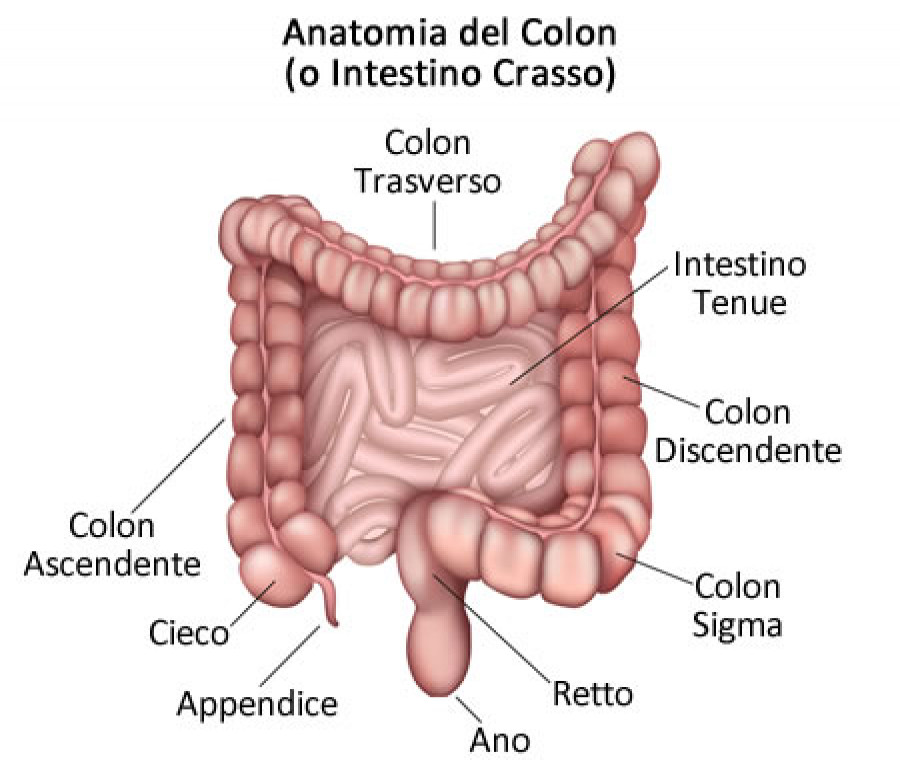 Anatomia del Colon
(o Intestino Crasso)
Colon
Trasverso
Intestino
Tenue
Colon
Discendente
Colon
Ascendente
Colon
Sigma
Cieco
Appendice
Retto
Ano